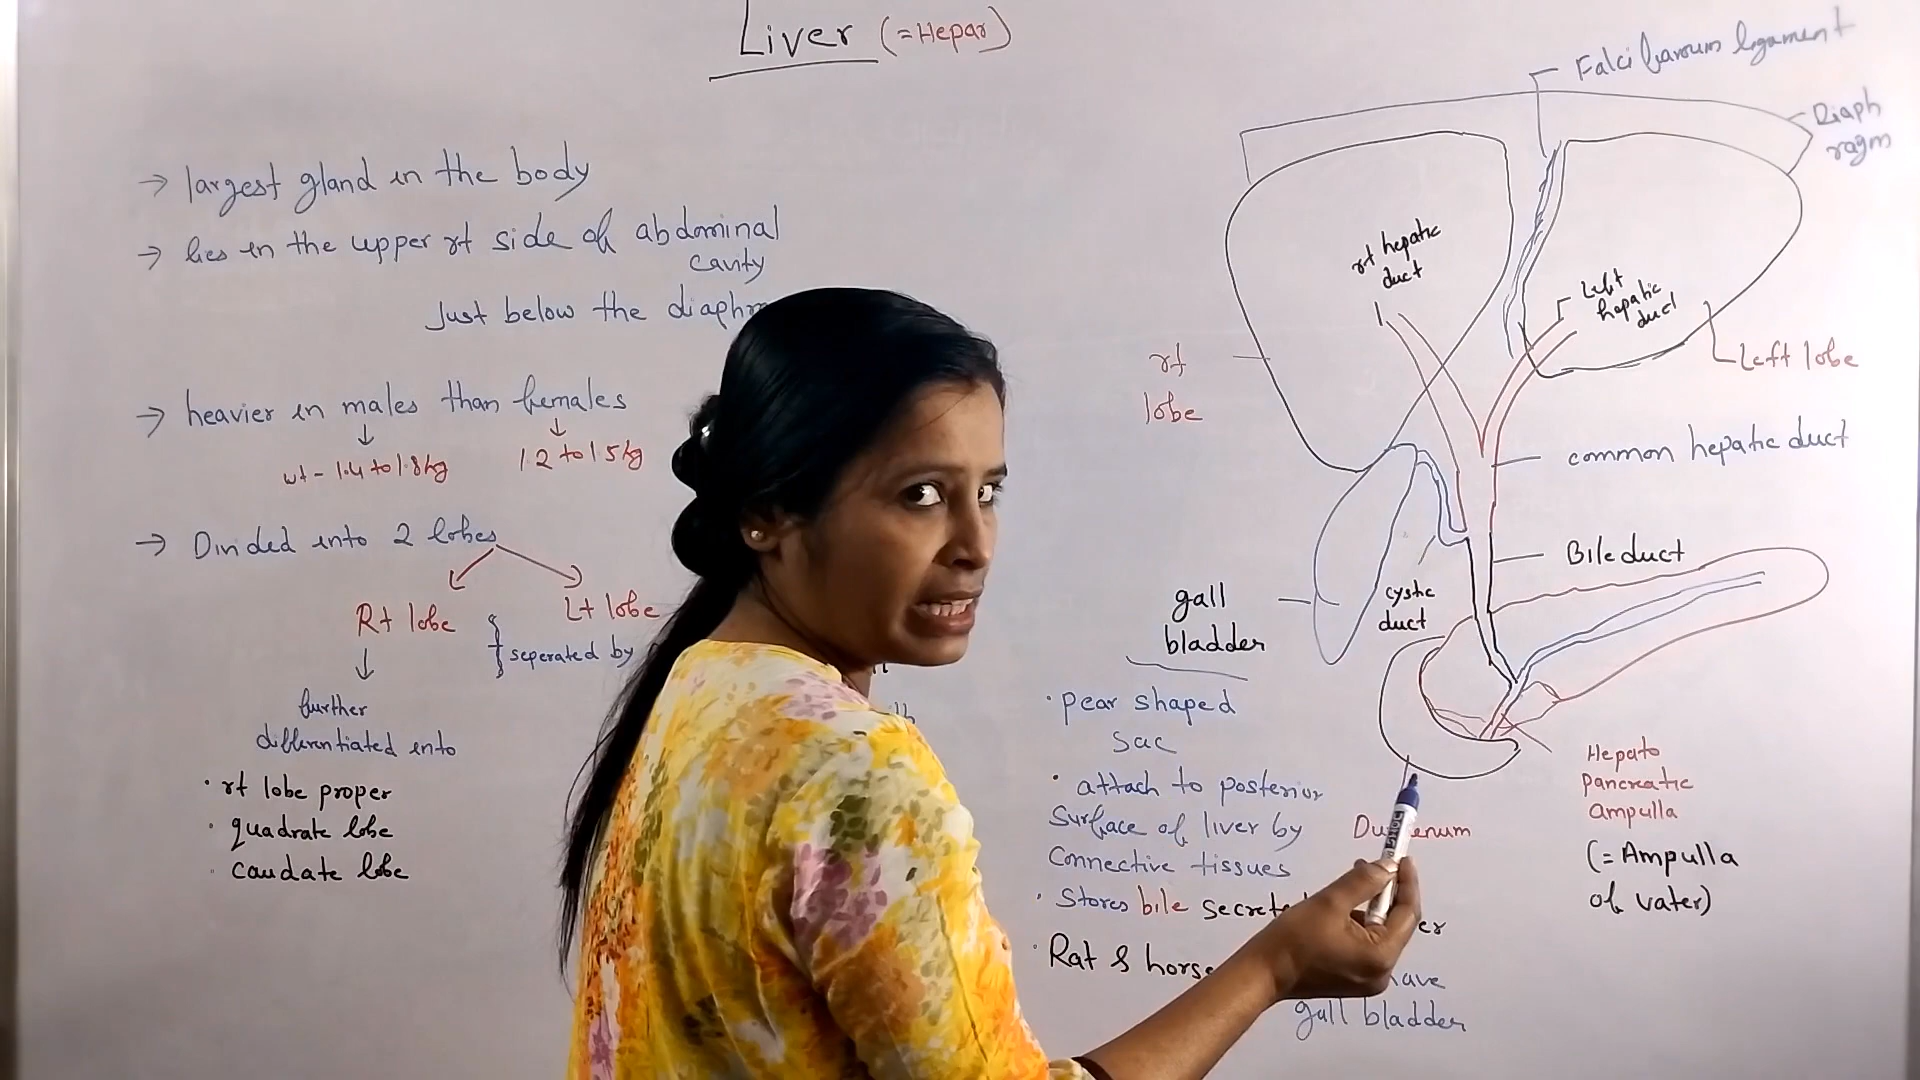 Liver (=Hepar)
→ largest gland in the body
→ lies in the upper rt side of abdominal
cavity
Just below the
→ heavier in males than females
wt - 1.4 to 1.8 kg
1.2 to 1.5 kg
→ Divided into 2 lobes
Rt lobe
Lt lobe
seperated by
further
differentiated into
· rt lobe proper
· quadrate lobe
· caudate lobe
Falciformum ligament
Diaph
ragm
rt hepatic
duct
Left
hepatic
duct
rt
lobe
Left lobe
common hepatic duct
Bile duct
cystic
duct
gall
bladder
· pear shaped
sac
· attach to posterior
surface of liver by
connective tissues
· Stores bile
· Rat &
gall bladder
Hepato
pancreatic
ampulla
(=Ampulla
of vater)